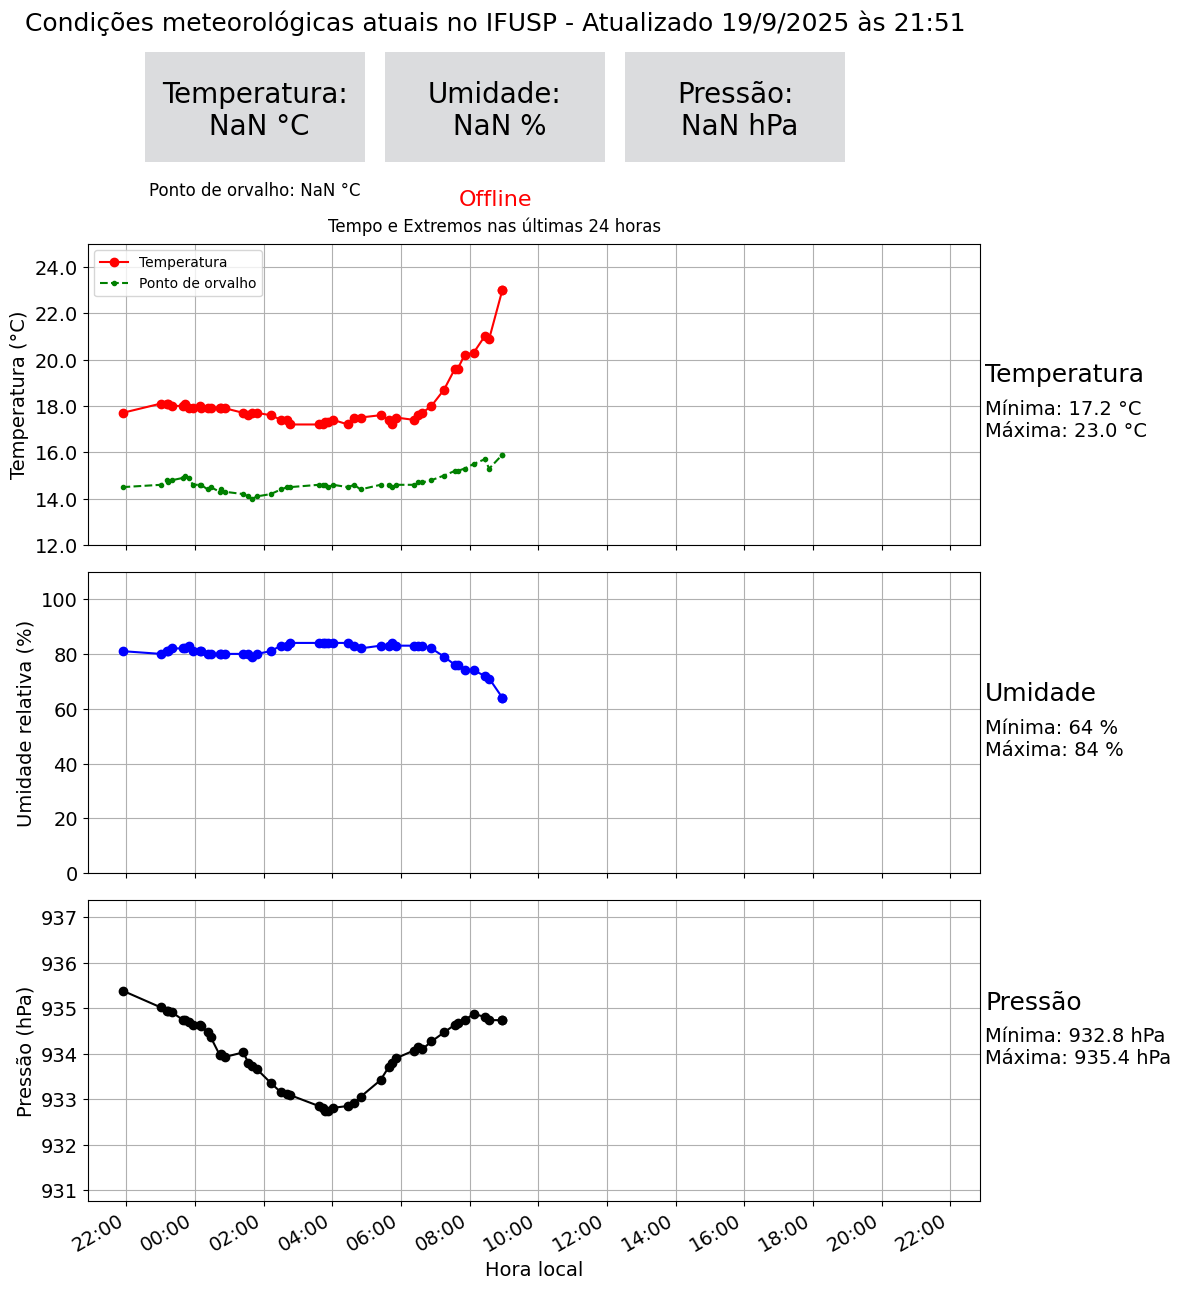 Condições meteorológicas atuais no IFUSP - Atualizado 19/9/2025 às 21:51
Temperatura:
NaN °C
Umidade:
NaN %
Pressão:
NaN hPa
Ponto de orvalho: NaN °C
Offline
Tempo e Extremos nas últimas 24 horas
Temperatura
Ponto de orvalho
Temperatura (°C)
24.0
22.0
20.0
18.0
16.0
14.0
12.0
Temperatura
Mínima: 17.2 °C
Máxima: 23.0 °C
Umidade relativa (%)
100
80
60
40
20
0
Umidade
Mínima: 64 %
Máxima: 84 %
Pressão (hPa)
937
936
935
934
933
932
931
Pressão
Mínima: 932.8 hPa
Máxima: 935.4 hPa
22:00
00:00
02:00
04:00
06:00
08:00
10:00
12:00
14:00
16:00
18:00
20:00
22:00
Hora local